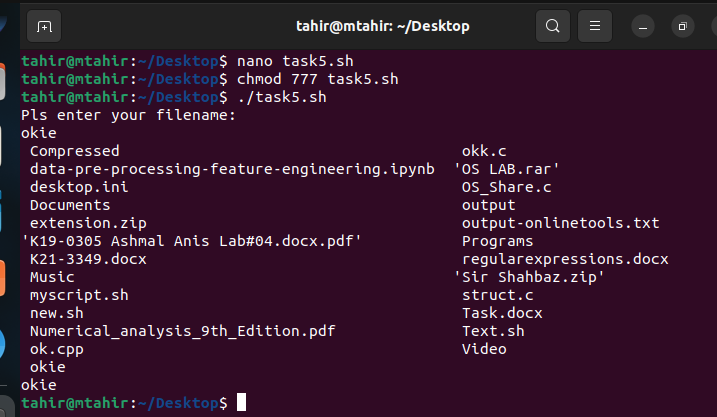 tahir@mtahir: ~/Desktop
tahir@mtahir:~/Desktop$ nano task5.sh
tahir@mtahir:~/Desktop$ chmod 777 task5.sh
tahir@mtahir:~/Desktop$ ./task5.sh
Pls enter your filename:
okie
Compressed okk.c
data-pre-processing-feature-engineering.ipynb 'OS LAB.rar'
desktop.ini OS_Share.c
Documents output
extension.zip output-onlinetools.txt
'K19-0305 Ashmal Anis Lab#04.docx.pdf' Programs
K21-3349.docx regularexpressions.docx
Music 'Sir Shahbaz.zip'
myscript.sh struct.c
new.sh Task.docx
Numerical_analysis_9th_Edition.pdf Text.sh
ok.cpp Video
okie
okie
tahir@mtahir:~/Desktop$